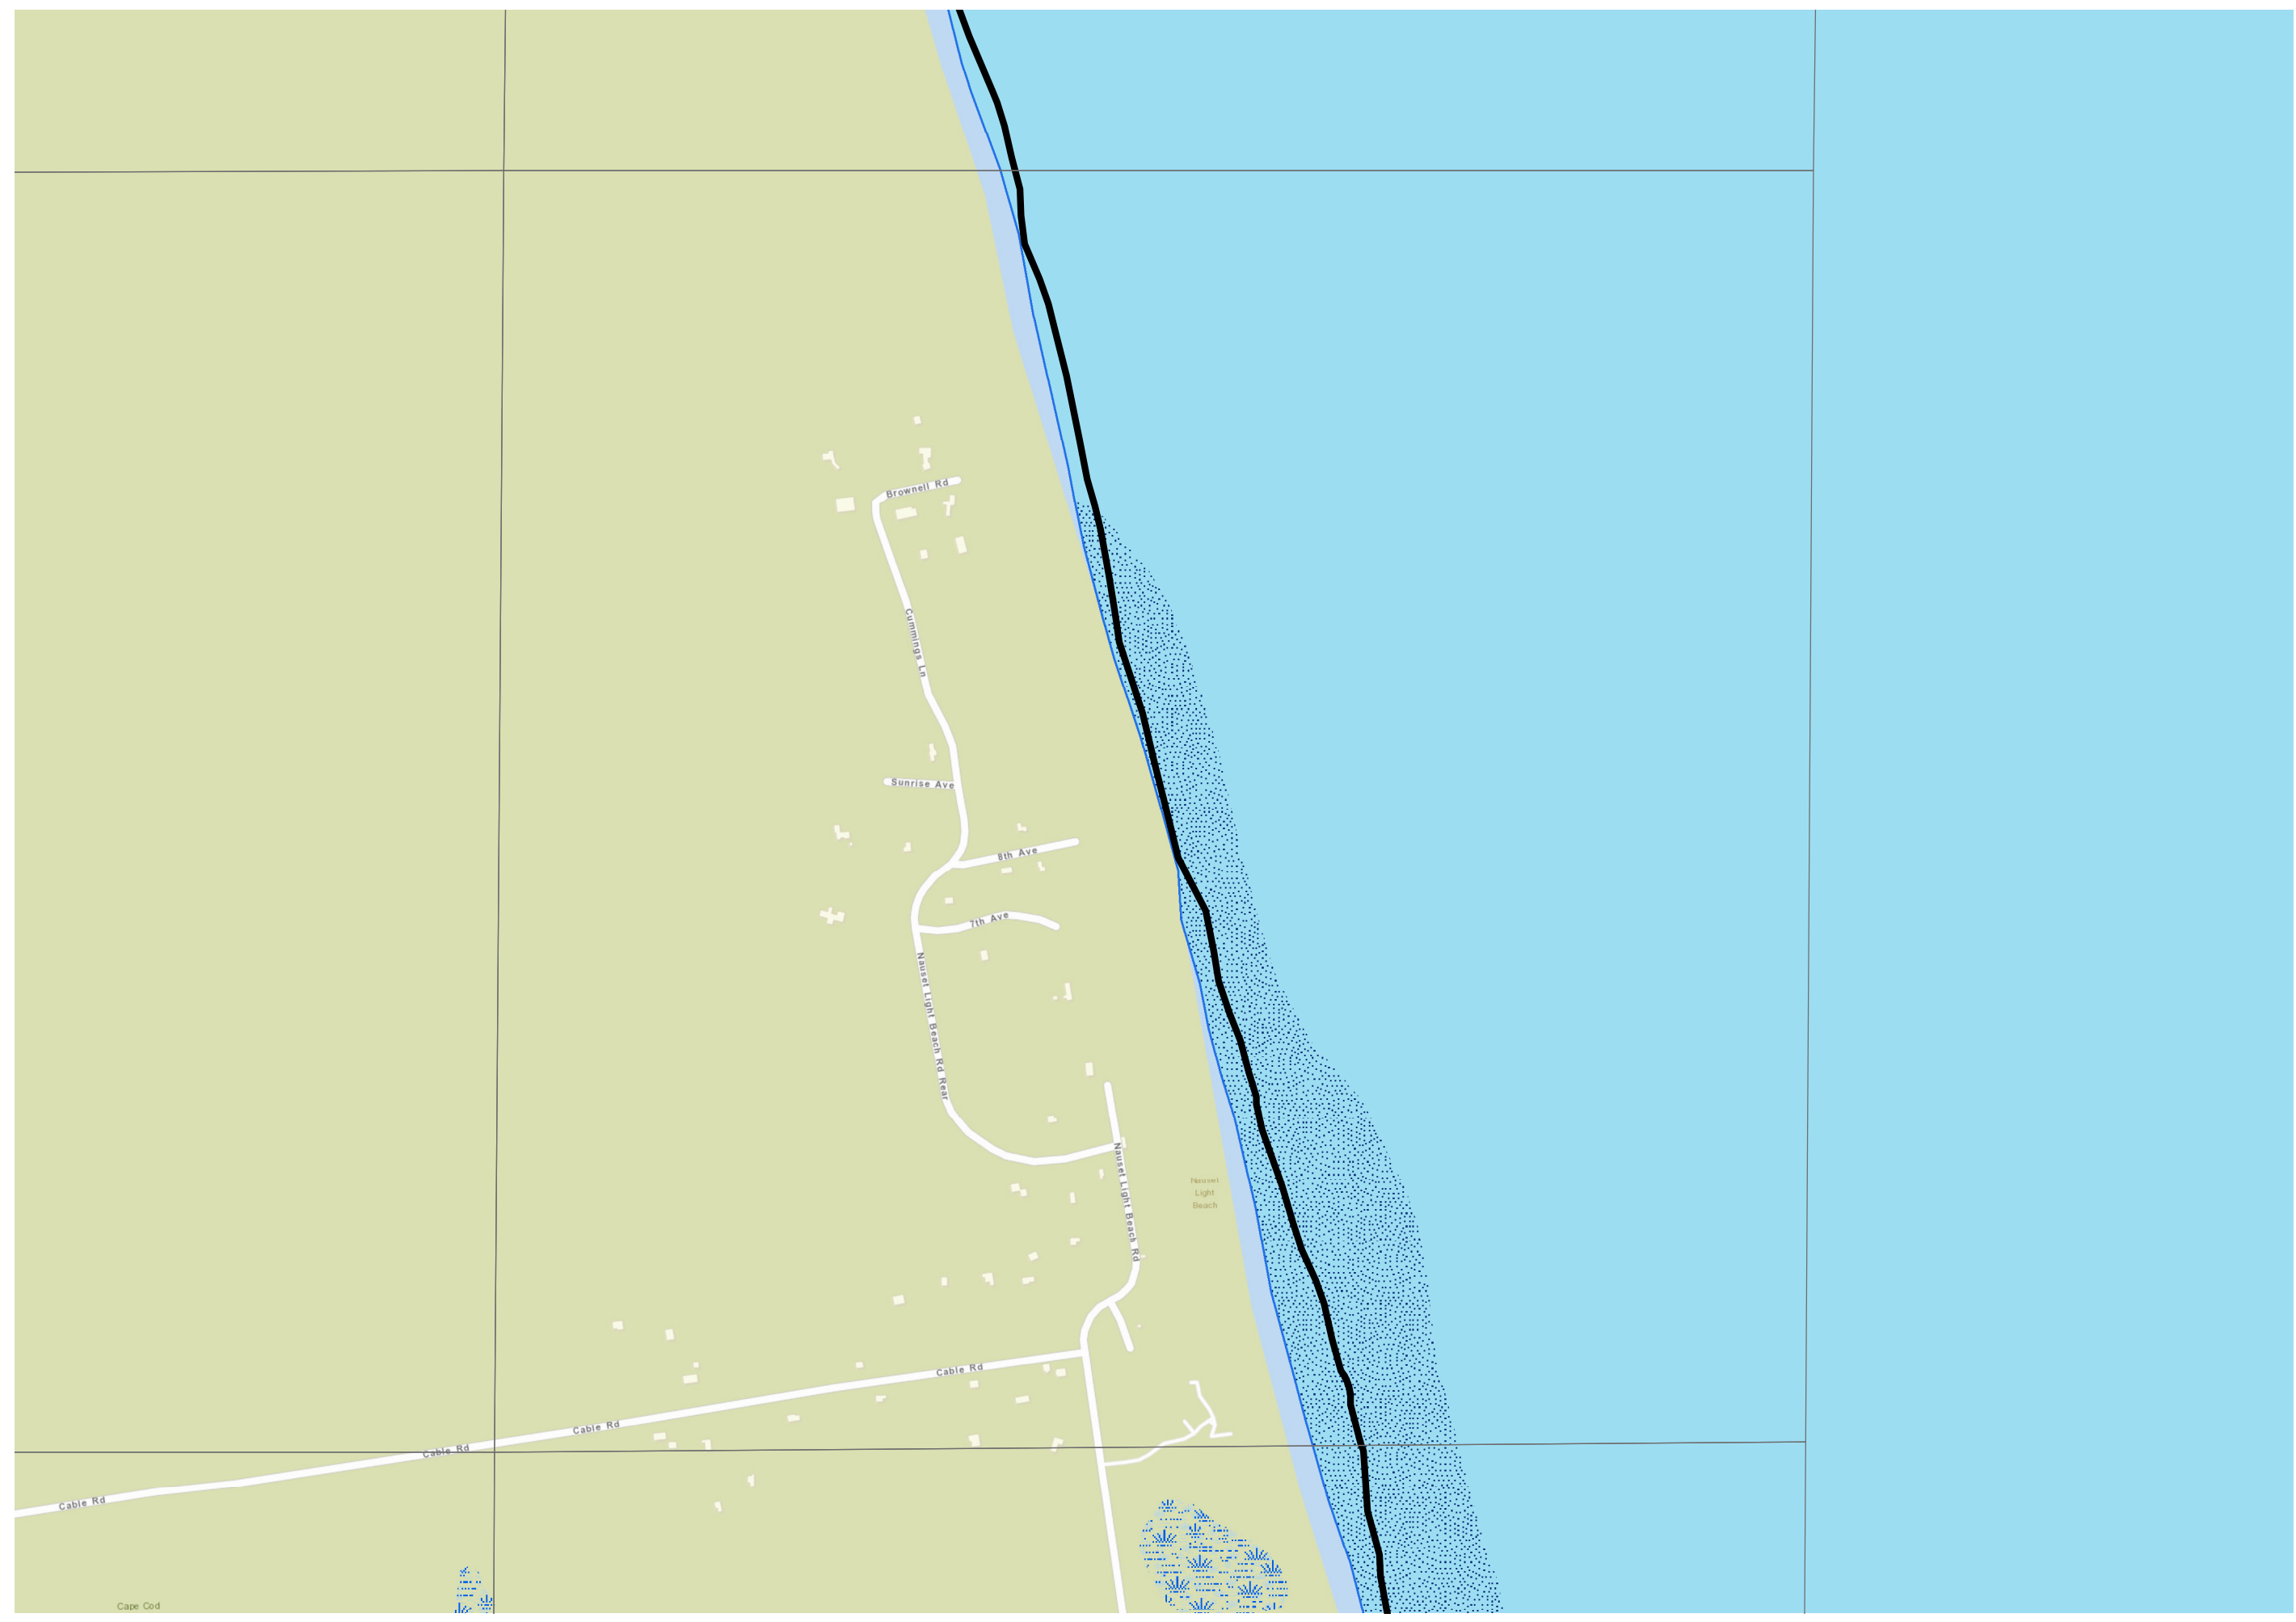 Brownell Rd
Cummings Ln
Sunrise Ave
8th Ave
7th Ave
Nauset Light Beach Rd Rear
Nauset Light Beach Rd
Nauset
Light
Beach
Cable Rd
Cable Rd
Cable Rd
Cable Rd
Cape Cod